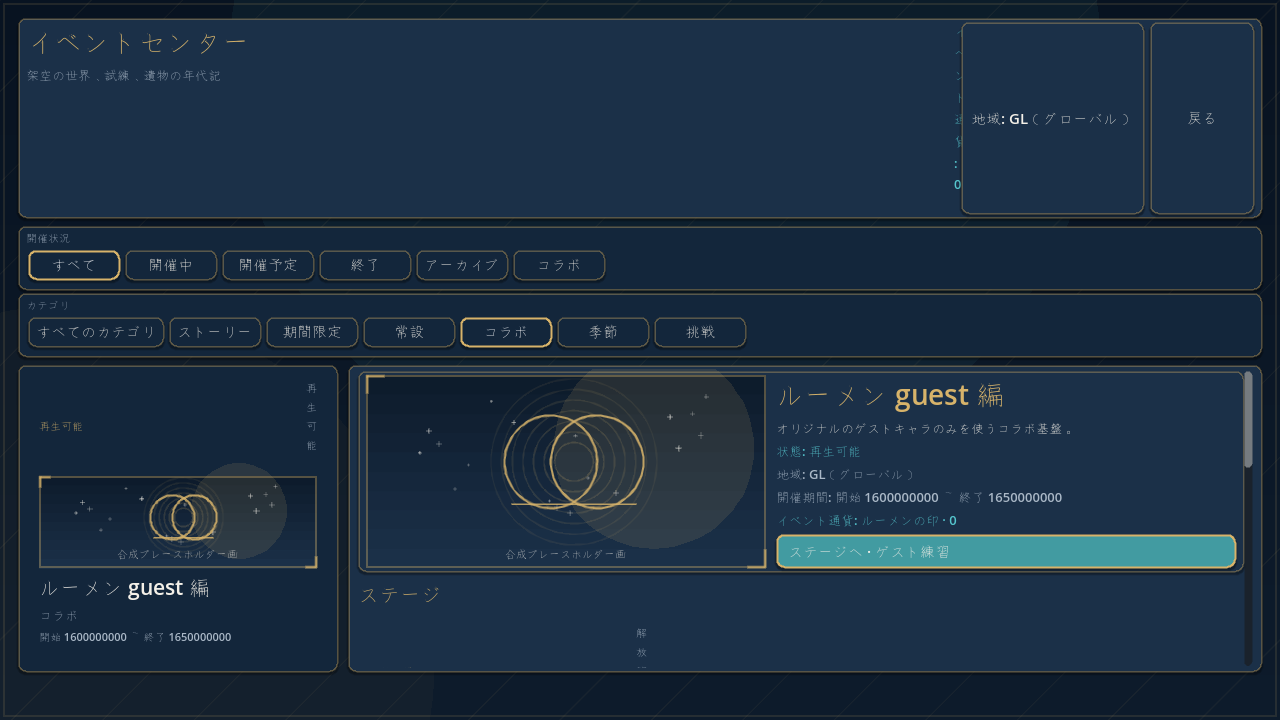 イベントセンター
架空の世界、試練、遺物の年代記
ト
:
0
地域: GL（グローバル）
戻る
開催状況
すべて
開催中
開催予定
終了
アーカイブ
コラボ
カテゴリ
すべてのカテゴリ
ストーリー
期間限定
常設
コラボ
季節
挑戦
再生可能
再
生
可
能
合成プレースホルダー画
ルーメン guest 編
コラボ
開始 1600000000 ~ 終了 1650000000
合成プレースホルダー画
ルーメン guest 編
オリジナルのゲストキャラのみを使うコラボ基盤。
状態: 再生可能
地域: GL（グローバル）
開催期間: 開始 1600000000 ~ 終了 1650000000
イベント通貨: ルーメンの印 · 0
ステージへ · ゲスト練習
ステージ
解
放